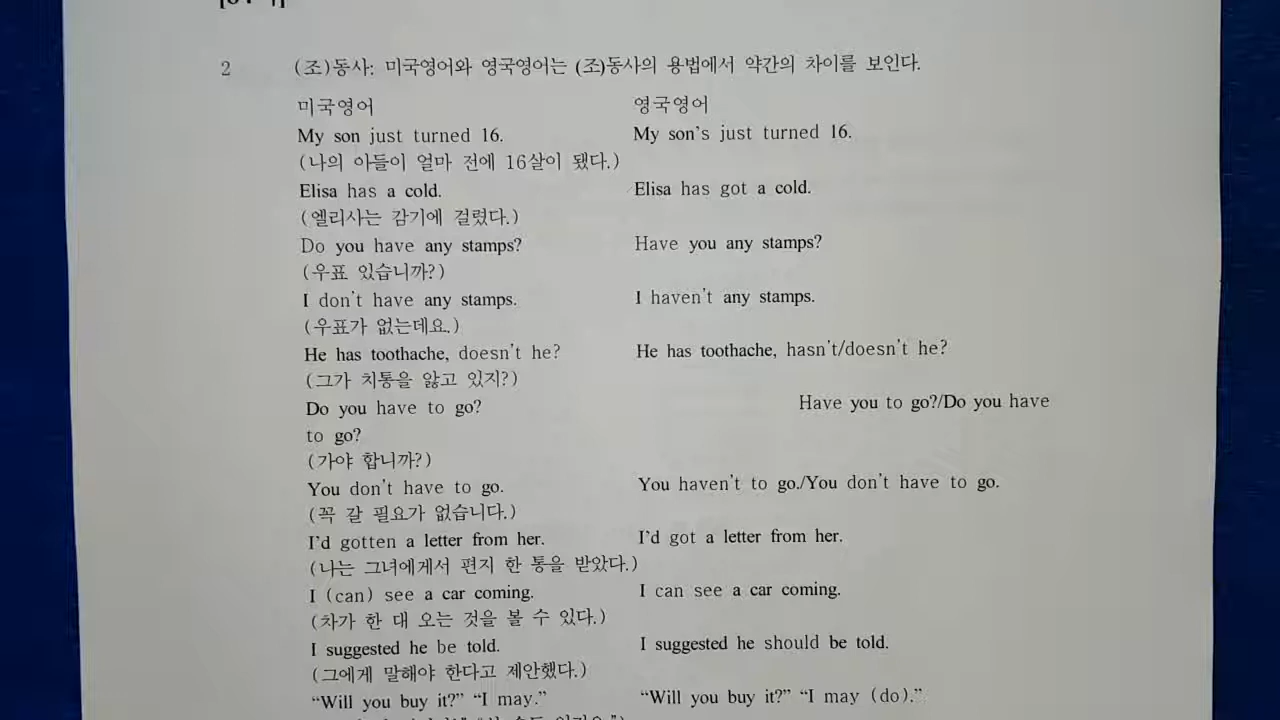 2 (조)동사: 미국영어와 영국영어는 (조)동사의 용법에서 약간의 차이를 보인다.
미국영어 영국영어
My son just turned 16. My son's just turned 16.
(나의 아들이 얼마 전에 16살이 됐다.)
Elisa has a cold. Elisa has got a cold.
(엘리사는 감기에 걸렸다.)
Do you have any stamps? Have you any stamps?
(우표 있습니까?)
I don't have any stamps. I haven't any stamps.
(우표가 없는데요.)
He has toothache, doesn't he? He has toothache, hasn't/doesn't he?
(그가 치통을 앓고 있지?)
Do you have to go? Have you to go?/Do you have
to go?
(가야 합니까?)
You don't have to go. You haven't to go./You don't have to go.
(꼭 갈 필요가 없습니다.)
I'd gotten a letter from her. I'd got a letter from her.
(나는 그녀에게서 편지 한 통을 받았다.)
I (can) see a car coming. I can see a car coming.
(차가 한 대 오는 것을 볼 수 있다.)
I suggested he be told. I suggested he should be told.
(그에게 말해야 한다고 제안했다.)
“Will you buy it?” “I may.” “Will you buy it?” “I may (do).”